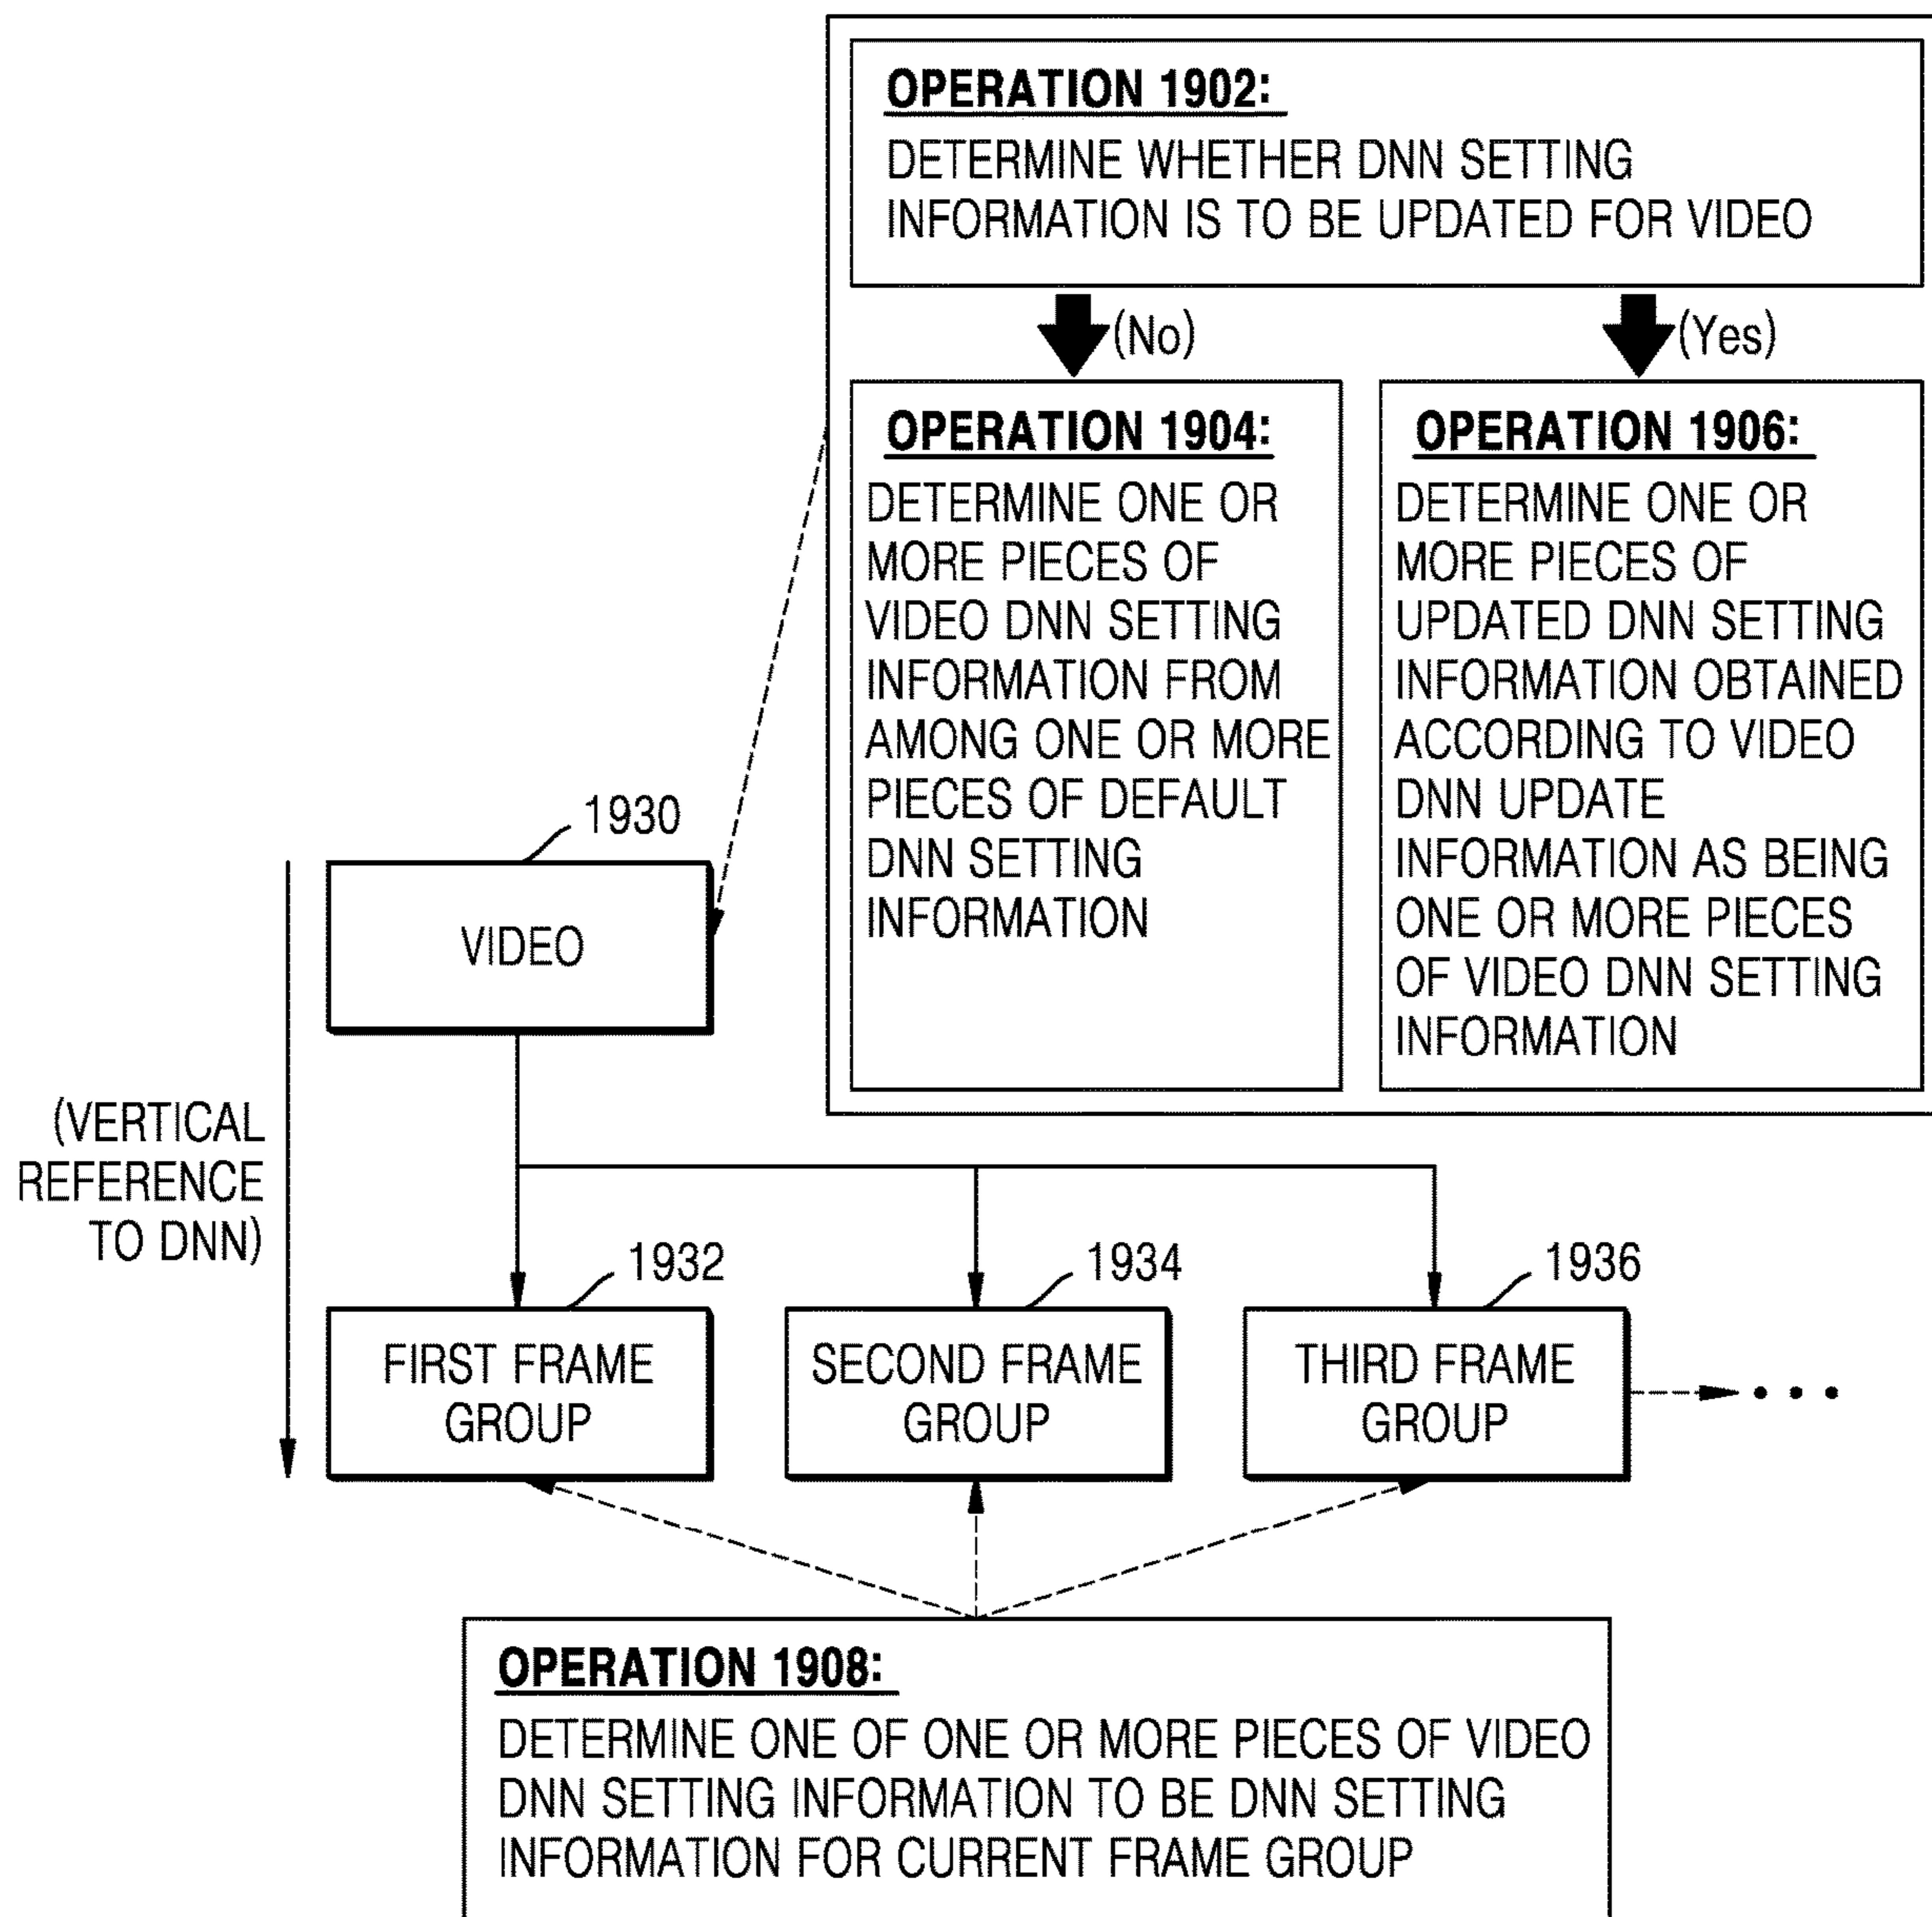 OPERATION 1902:
DETERMINE WHETHER DNN SETTING
INFORMATION IS TO BE UPDATED FOR VIDEO
(No)
(Yes)
OPERATION 1904:
DETERMINE ONE OR
MORE PIECES OF
VIDEO DNN SETTING
INFORMATION FROM
AMONG ONE OR MORE
PIECES OF DEFAULT
DNN SETTING
INFORMATION
OPERATION 1906:
DETERMINE ONE OR
MORE PIECES OF
UPDATED DNN SETTING
INFORMATION OBTAINED
ACCORDING TO VIDEO
DNN UPDATE
INFORMATION AS BEING
ONE OR MORE PIECES
OF VIDEO DNN SETTING
INFORMATION
1930
VIDEO
(VERTICAL
REFERENCE
TO DNN)
1932
FIRST FRAME
GROUP
1934
SECOND FRAME
GROUP
1936
THIRD FRAME
GROUP
• • •
OPERATION 1908:
DETERMINE ONE OF ONE OR MORE PIECES OF VIDEO
DNN SETTING INFORMATION TO BE DNN SETTING
INFORMATION FOR CURRENT FRAME GROUP